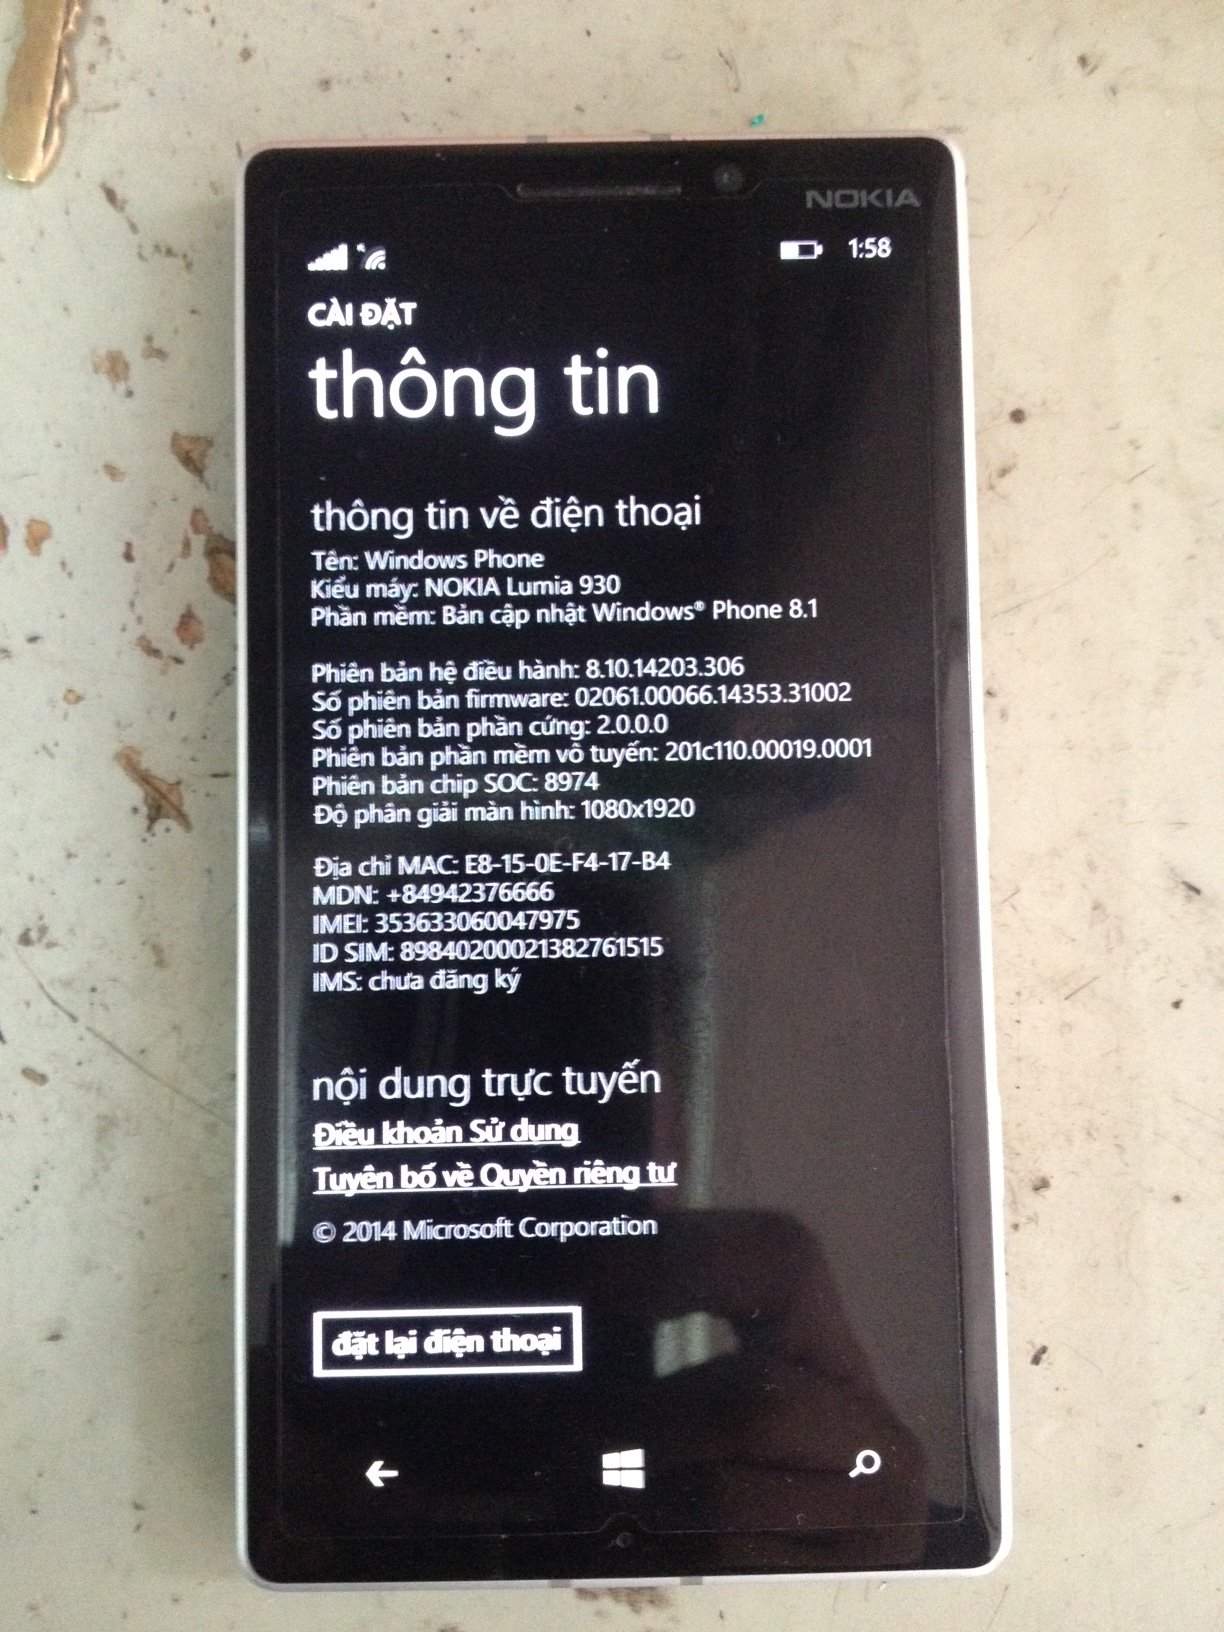 NOKIA
1:58
CÀI ĐẶT
thông tin
thông tin về điện thoại
Tên: Windows Phone
Kiểu máy: NOKIA Lumia 930
Phần mềm: Bản cập nhật Windows® Phone 8.1
Phiên bản hệ điều hành: 8.10.14203.306
Số phiên bản firmware: 02061.00066.14353.31002
Số phiên bản phần cứng: 2.0.0.0
Phiên bản phần mềm vô tuyến: 201c110.00019.0001
Phiên bản chip SOC: 8974
Độ phân giải màn hình: 1080x1920
Địa chỉ MAC: E8-15-0E-F4-17-B4
MDN: +84942376666
IMEI: 353633060047975
ID SIM: 89840200021382761515
IMS: chưa đăng ký
nội dung trực tuyến
Điều khoản Sử dụng
Tuyên bố về Quyền riêng tư
© 2014 Microsoft Corporation
đặt lại điện thoại